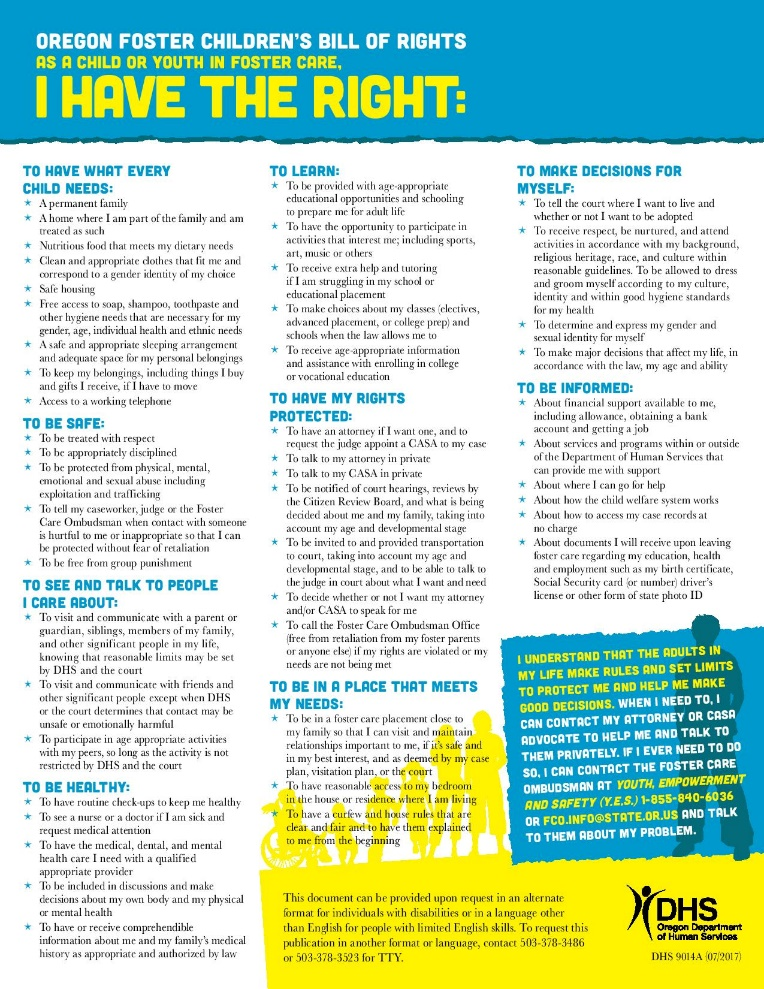 OREGON FOSTER CHILDREN'S BILL OF RIGHTS
AS A CHILD OR YOUTH IN FOSTER CARE,
I HAVE THE RIGHT:
TO HAVE WHAT EVERY
CHILD NEEDS:
★ A permanent family
★ A home where I am part of the family and am
treated as such
★ Nutritious food that meets my dietary needs
★ Clean and appropriate clothes that fit me and
correspond to a gender identity of my choice
★ Safe housing
★ Free access to soap, shampoo, toothpaste and
other hygiene needs that are necessary for my
gender, age, individual health and ethnic needs
★ A safe and appropriate sleeping arrangement
and adequate space for my personal belongings
★ To keep my belongings, including things I buy
and gifts I receive, if I have to move
★ Access to a working telephone
TO BE SAFE:
★ To be treated with respect
★ To be appropriately disciplined
★ To be protected from physical, mental,
emotional and sexual abuse including
exploitation and trafficking
★ To tell my caseworker, judge or the Foster
Care Ombudsman when contact with someone
is hurtful to me or inappropriate so that I can
be protected without fear of retaliation
★ To be free from group punishment
TO SEE AND TALK TO PEOPLE
I CARE ABOUT:
★ To visit and communicate with a parent or
guardian, siblings, members of my family,
and other significant people in my life,
knowing that reasonable limits may be set
by DHS and the court
★ To visit and communicate with friends and
other significant people except when DHS
or the court determines that contact may be
unsafe or emotionally harmful
★ To participate in age appropriate activities
with my peers, so long as the activity is not
restricted by DHS and the court
TO BE HEALTHY:
★ To have routine check-ups to keep me healthy
★ To see a nurse or a doctor if I am sick and
request medical attention
★ To have the medical, dental, and mental
health care I need with a qualified
appropriate provider
★ To be included in discussions and make
decisions about my own body and my physical
or mental health
★ To have or receive comprehensible
information about me and my family's medical
history as appropriate and authorized by law
TO LEARN:
★ To be provided with age-appropriate
educational opportunities and schooling
to prepare me for adult life
★ To have the opportunity to participate in
activities that interest me; including sports,
art, music or others
★ To receive extra help and tutoring
if I am struggling in my school or
educational placement
★ To make choices about my classes (electives,
advanced placement, or college prep) and
schools when the law allows me to
★ To receive age-appropriate information
and assistance with enrolling in college
or vocational education
TO HAVE MY RIGHTS
PROTECTED:
★ To have an attorney if I want one, and to
request the judge appoint a CASA to my case
★ To talk to my attorney in private
★ To talk to my CASA in private
★ To be notified of court hearings, reviews by
the Citizen Review Board, and what is being
decided about me and my family, taking into
account my age and developmental stage
★ To be invited to and provided transportation
to court, taking into account my age and
developmental stage, and to be able to talk to
the judge in court about what I want and need
★ To decide whether or not I want my attorney
and/or CASA to speak for me
★ To call the Foster Care Ombudsman Office
(free from retaliation from my foster parents
or anyone else) if my rights are violated or my
needs are not being met
TO BE IN A PLACE THAT MEETS
MY NEEDS:
★ To be in a foster care placement close to
my family so that I can visit and maintain
relationships important to me, if it's safe and
in my best interest, and as deemed by my case
plan, visitation plan, or the court
★ To have reasonable access to my bedroom
in the house or residence where I am living
★ To have a curfew and house rules that are
clear and fair and to have them explained
to me from the beginning
TO MAKE DECISIONS FOR
MYSELF:
★ To tell the court where I want to live and
whether or not I want to be adopted
★ To receive respect, be nurtured, and attend
activities in accordance with my background,
religious heritage, race, and culture within
reasonable guidelines. To be allowed to dress
and groom myself according to my culture,
identity and within good hygiene standards
for my health
★ To determine and express my gender and
sexual identity for myself
★ To make major decisions that affect my life, in
accordance with the law, my age and ability
TO BE INFORMED:
★ About financial support available to me,
including allowance, obtaining a bank
account and getting a job
★ About services and programs within or outside
of the Department of Human Services that
can provide me with support
★ About where I can go for help
★ About how the child welfare system works
★ About how to access my case records at
no charge
★ About documents I will receive upon leaving
foster care regarding my education, health
and employment such as my birth certificate,
Social Security card (or number) driver's
license or other form of state photo ID
I UNDERSTAND THAT THE ADULTS IN
MY LIFE MAKE RULES AND SET LIMITS
TO PROTECT ME AND HELP ME MAKE
GOOD DECISIONS. WHEN I NEED TO, I
CAN CONTACT MY ATTORNEY OR CASA
ADVOCATE TO HELP ME AND TALK TO
THEM PRIVATELY. IF I EVER NEED TO DO
SO, I CAN CONTACT THE FOSTER CARE
OMBUDSMAN AT YOUTH, EMPOWERMENT
AND SAFETY (Y.E.S.) 1-855-840-6036
OR FCO.INFO@STATE.OR.US AND TALK
TO THEM ABOUT MY PROBLEM.
This document can be provided upon request in an alternate
format for individuals with disabilities or in a language other
than English for people with limited English skills. To request this
publication in another format or language, contact 503-378-3486
or 503-378-3523 for TTY.
DHS
Oregon Department
of Human Services
DHS 9014A (07/2017)